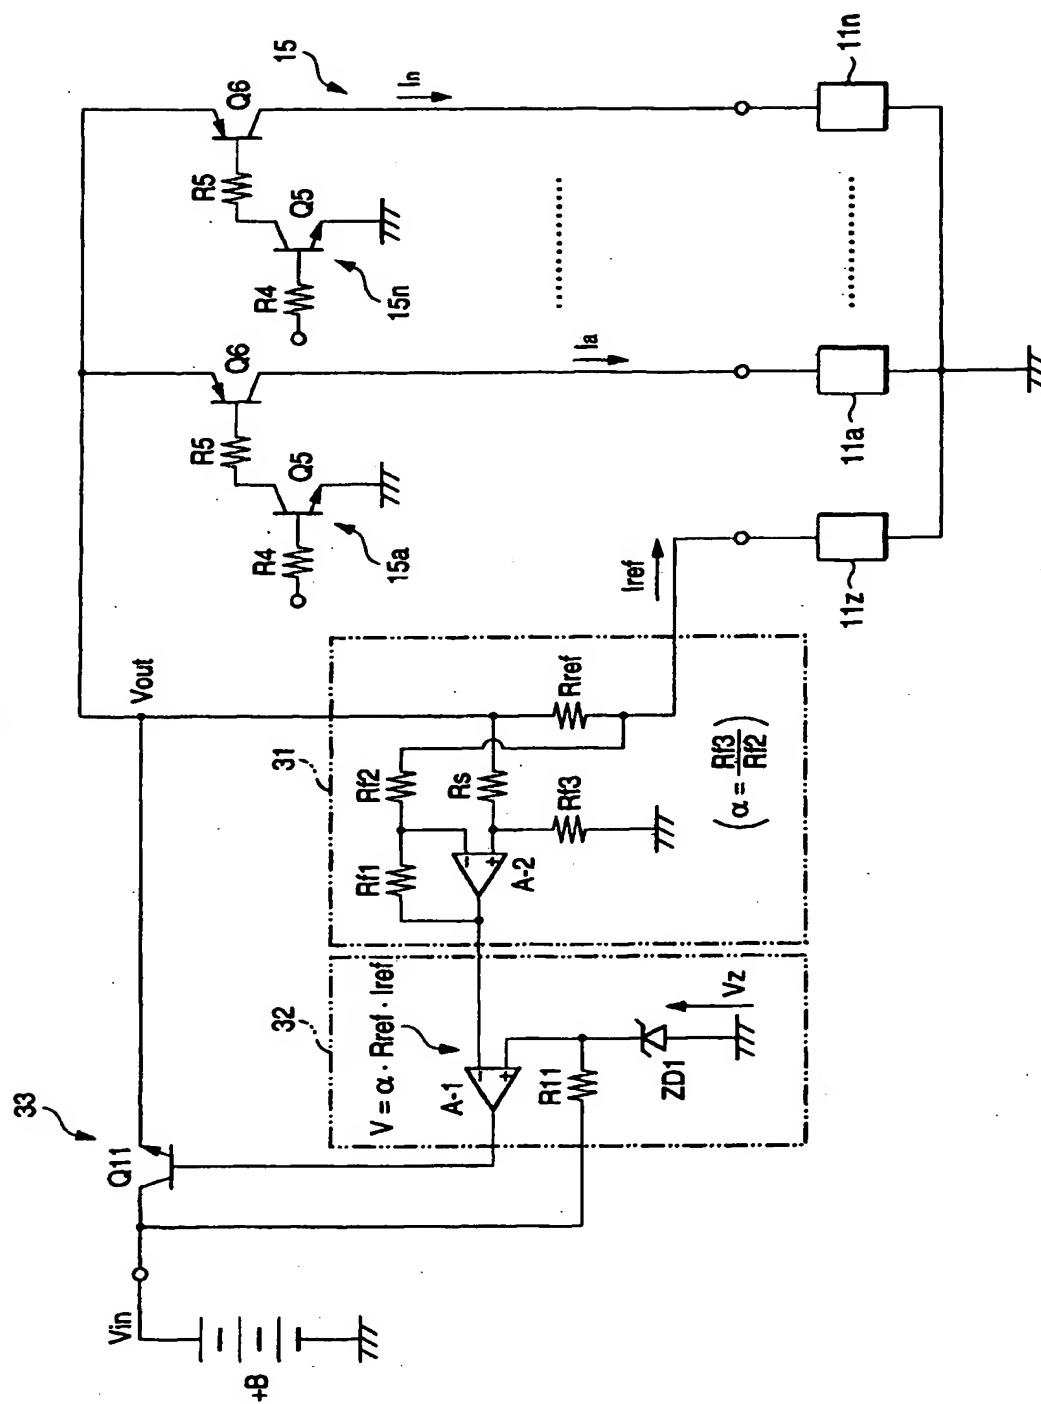 33
Q11
Vin
+B
Vout
32
V = α · Rref · Iref
A-1
R11
ZD1
Vz
31
Rf1
Rf2
Rs
Rf3
A-2
Rref
(α = Rf3/Rf2)
Iref
R4
R5
Q5
Q6
15a
Ia
R4
R5
Q5
Q6
15n
15
In
11z
11a
11n